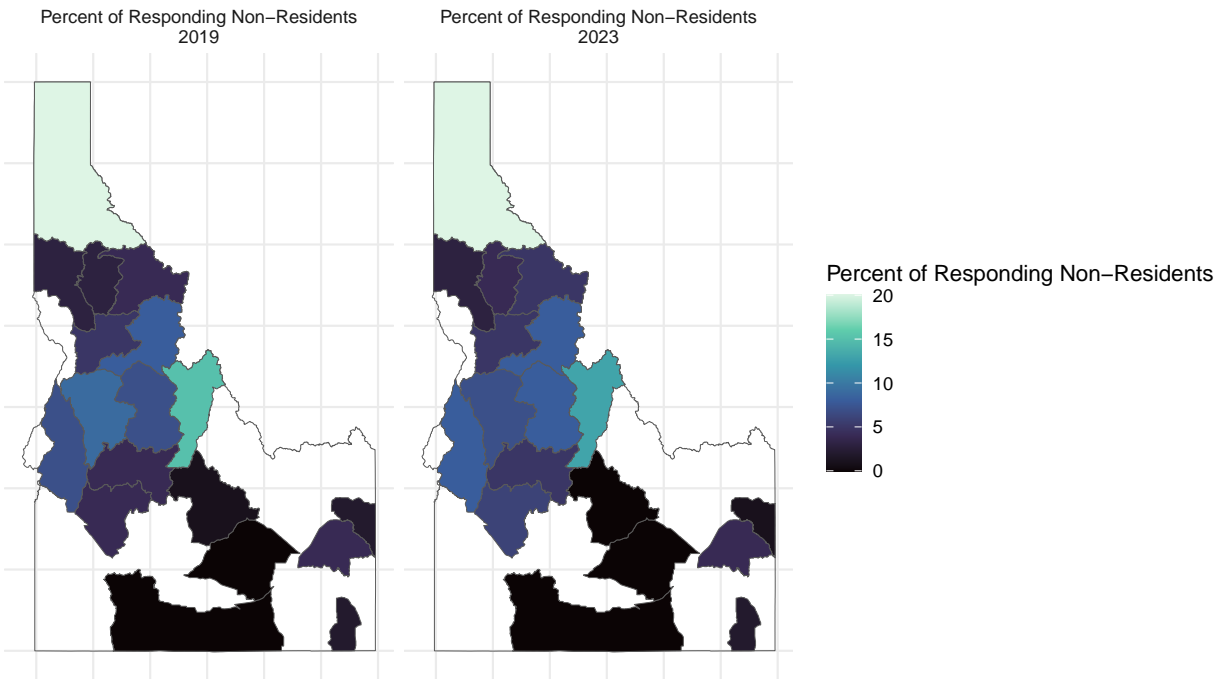 Percent of Responding Non−Residents
2019
Percent of Responding Non−Residents
2023
Percent of Responding Non−Residents
20
15
10
5
0